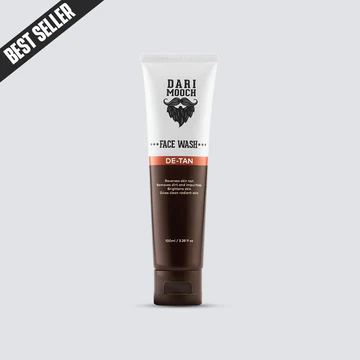 BEST SELLER
DARI
MOOCH
FACE WASH
DE-TAN
Reverses skin tan
Removes dirt and impurities
Brightens skin
Gives clean radiant skin
100ml / 3.38 fl oz